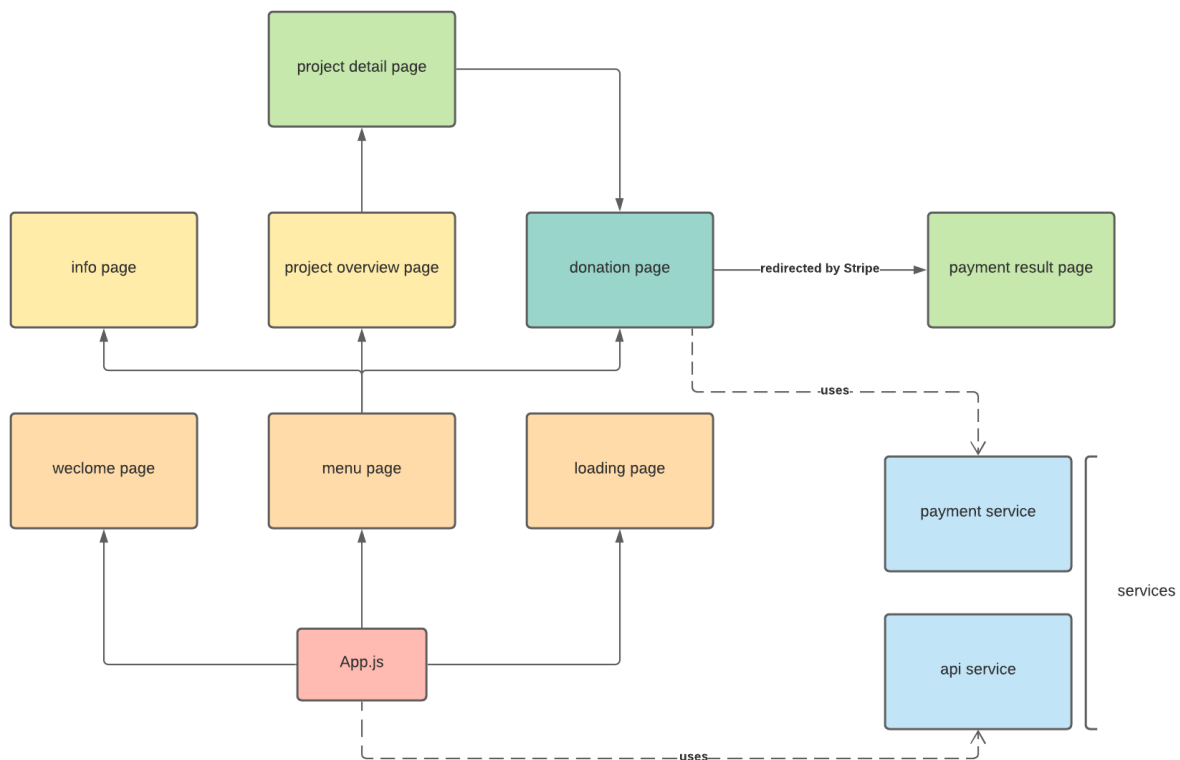 project detail page
info page
project overview page
donation page
redirected by Stripe
payment result page
uses
weclome page
menu page
loading page
payment service
services
App.js
api service
uses